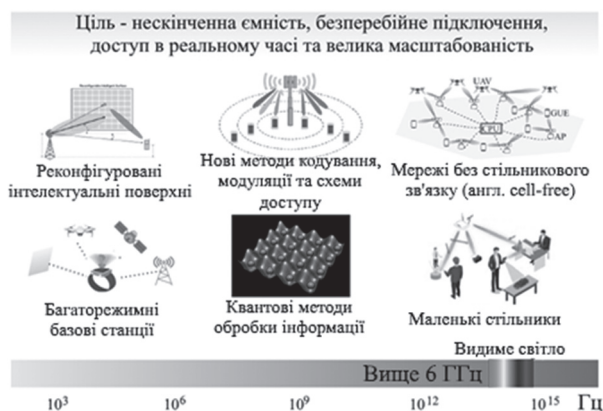 Ціль - нескінченна ємність, безперебійне підключення,
доступ в реальному часі та велика масштабованість
UAV
GUE
CPU
AP
Реконфігуровані
інтелектуальні поверхні
Нові методи кодування,
модуляції та схеми
доступу
Мережі без стільникового
зв'язку (англ. cell-free)
Багаторежимні
базові станції
Квантові методи
обробки інформації
Маленькі стільники
Видиме світло
Вище 6 ГГц
10³ 10⁶ 10⁹ 10¹² 10¹⁵ Гц